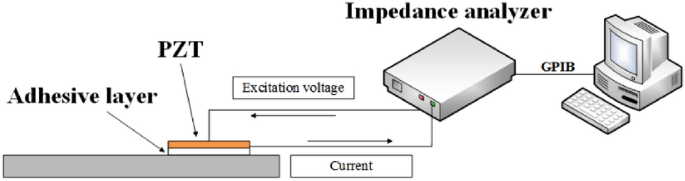 Impedance analyzer
PZT
GPIB
Adhesive layer
Excitation voltage
Current